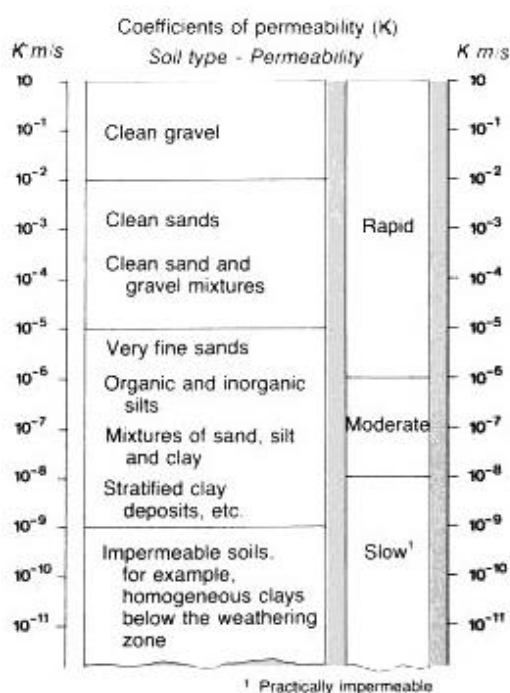 Coefficients of permeability (K)
K m/s
Soil type - Permeability
K m/s
10
10
Clean gravel
10⁻¹
10⁻¹
10⁻²
10⁻²
Clean sands
10⁻³
Rapid
10⁻³
Clean sand and
gravel mixtures
10⁻⁴
10⁻⁴
10⁻⁵
10⁻⁵
Very fine sands
10⁻⁶
10⁻⁶
Organic and inorganic
silts
10⁻⁷
Moderate
10⁻⁷
Mixtures of sand, silt
and clay
10⁻⁸
10⁻⁸
Stratified clay
deposits, etc.
10⁻⁹
10⁻⁹
Impermeable soils.
for example,
homogeneous clays
below the weathering
zone
Slow¹
10⁻¹⁰
10⁻¹⁰
10⁻¹¹
10⁻¹¹
¹ Practically impermeable